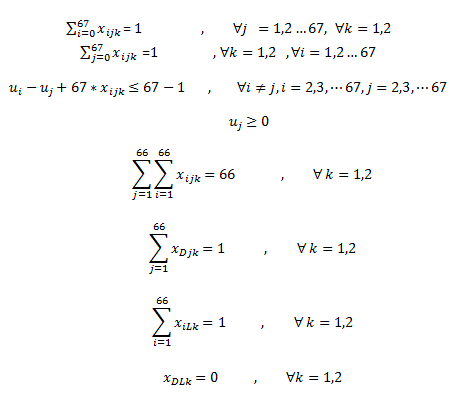 ∑_{i=0}^{67} x_{ijk} = 1 , ∀j = 1,2 … 67, ∀k = 1,2
∑_{j=0}^{67} x_{ijk} =1 , ∀k = 1,2 , ∀i = 1,2 … 67
u_i − u_j + 67 * x_{ijk} ≤ 67 − 1 , ∀i ≠ j, i = 2,3, ⋯ 67, j = 2,3, ⋯ 67
u_j ≥ 0
∑_{j=1}^{66} ∑_{i=1}^{66} x_{ijk} = 66 , ∀ k = 1,2
∑_{j=1}^{66} x_{Djk} = 1 , ∀ k = 1,2
∑_{i=1}^{66} x_{iLk} = 1 , ∀ k = 1,2
x_{DLk} = 0 , ∀k = 1,2